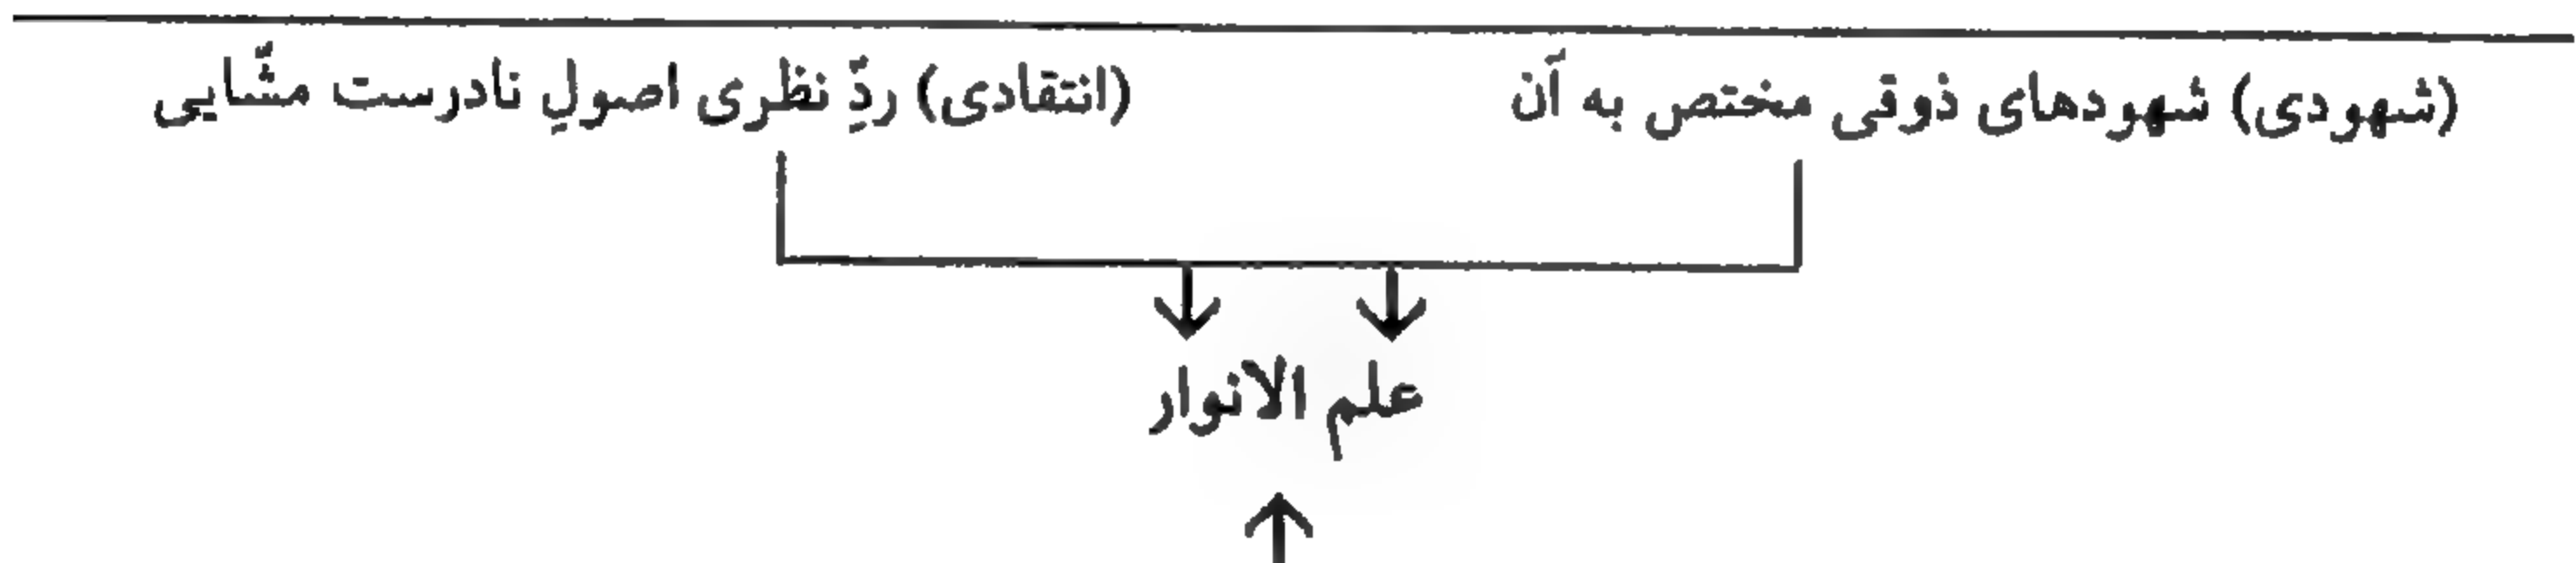 (شهودی) شهودهای ذوقی مختص به آن
(انتقادی) ردِّ نظری اصولِ نادرست مشّایی
علم الانوار